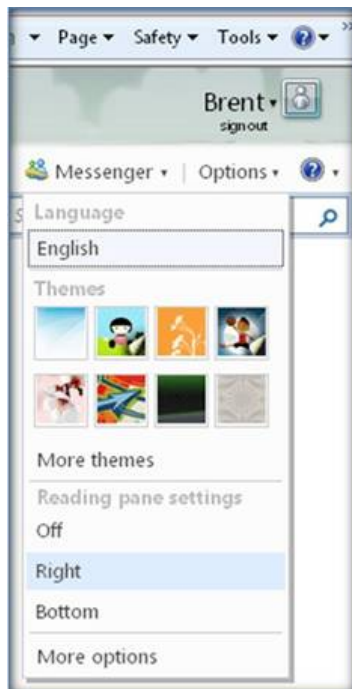 Page Safety Tools
Brent
sign out
Messenger | Options
Language
English
Themes
More themes
Reading pane settings
Off
Right
Bottom
More options